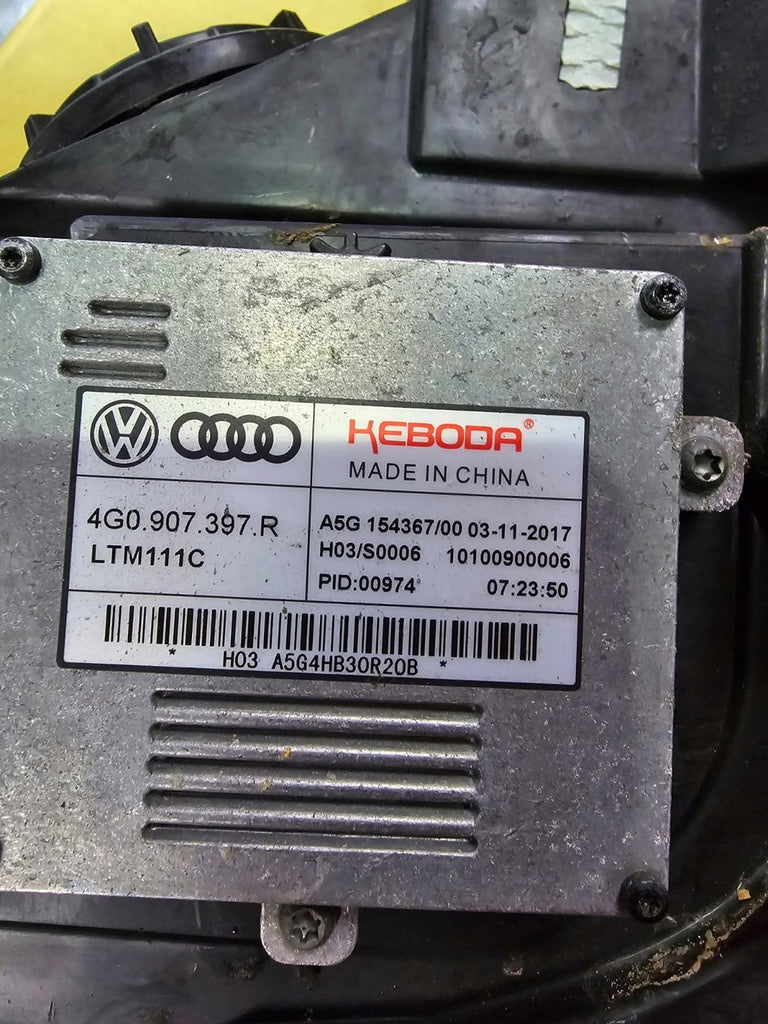 KEBODA®
MADE IN CHINA
4G0.907.397.R
LTM111C
A5G 154367/00 03-11-2017
H03/S0006 10100900006
PID:00974 07:23:50
* H03 A5G4HB30R20B *